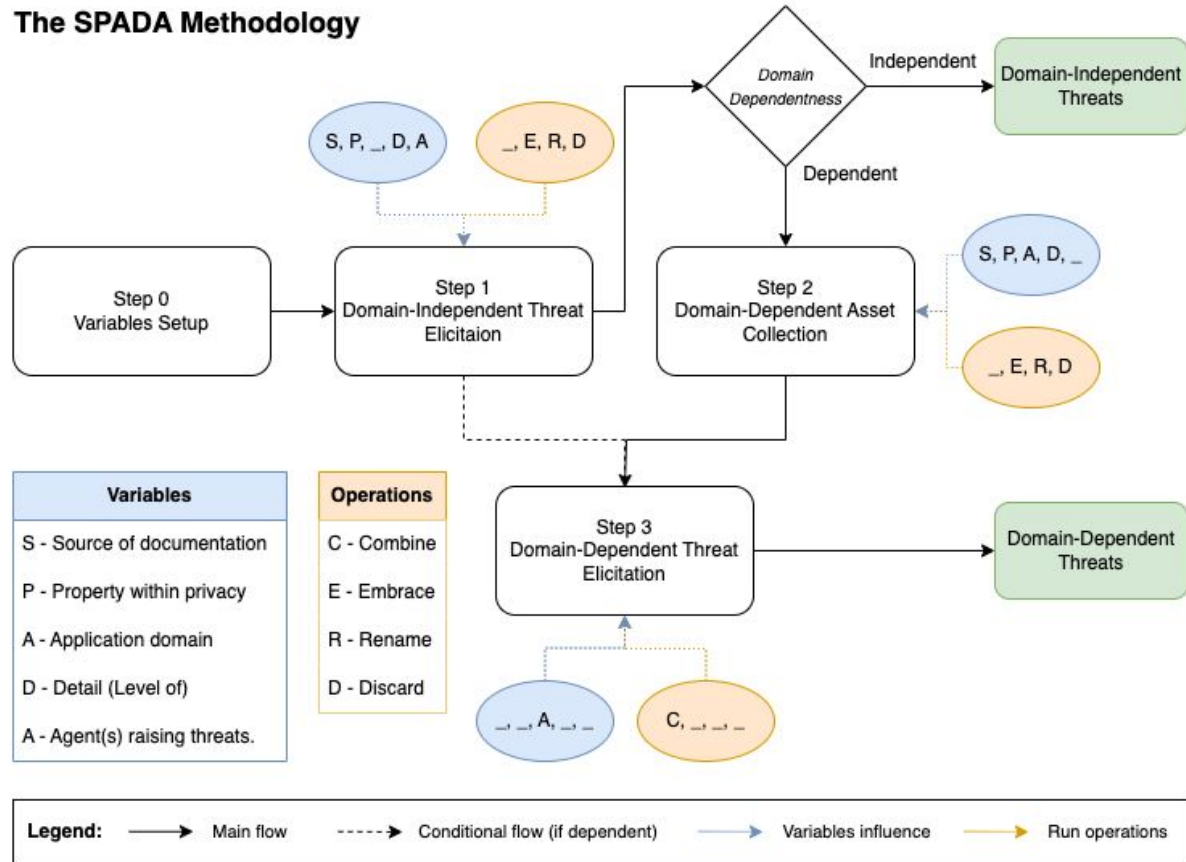 The SPADA Methodology
Domain
Dependentness
Independent
Domain-Independent
Threats
S, P, _, D, A
_, E, R, D
Dependent
Step 0
Variables Setup
Step 1
Domain-Independent Threat
Elicitaion
Step 2
Domain-Dependent Asset
Collection
S, P, A, D, _
_, E, R, D
Variables
S - Source of documentation
P - Property within privacy
A - Application domain
D - Detail (Level of)
A - Agent(s) raising threats.
Operations
C - Combine
E - Embrace
R - Rename
D - Discard
Step 3
Domain-Dependent Threat
Elicitation
Domain-Dependent
Threats
_, _, A, _, _
C, _, _, _
Legend:
Main flow
Conditional flow (if dependent)
Variables influence
Run operations